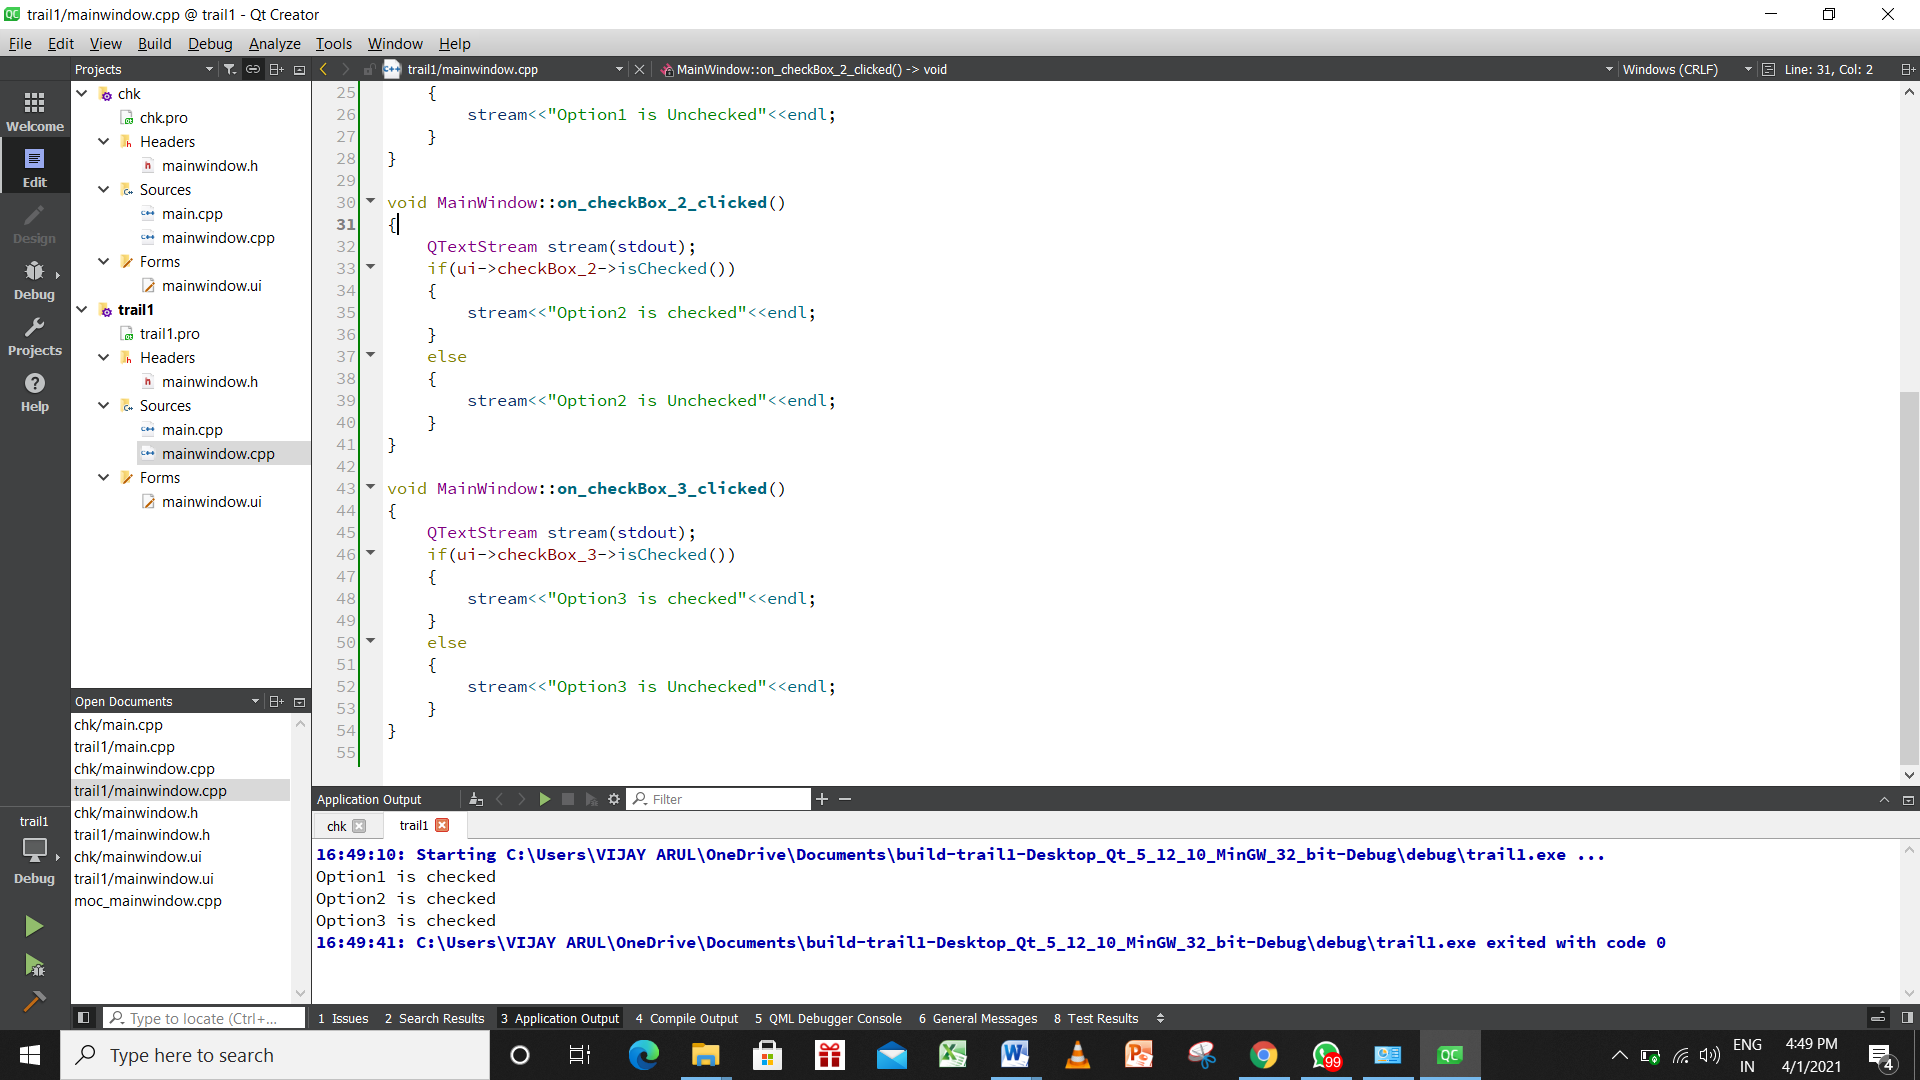 trail1/mainwindow.cpp @ trail1 - Qt Creator
File Edit View Build Debug Analyze Tools Window Help
Projects
trail1/mainwindow.cpp
MainWindow::on_checkBox_2_clicked() -> void
Windows (CRLF)
Line: 31, Col: 2
Welcome
Edit
Design
Debug
Projects
Help
chk
chk.pro
Headers
mainwindow.h
Sources
main.cpp
mainwindow.cpp
Forms
mainwindow.ui
trail1
trail1.pro
Headers
mainwindow.h
Sources
main.cpp
mainwindow.cpp
Forms
mainwindow.ui
25 {
26 stream<<"Option1 is Unchecked"<<endl;
27 }
28 }
29
30 void MainWindow::on_checkBox_2_clicked()
31 {
32 QTextStream stream(stdout);
33 if(ui->checkBox_2->isChecked())
34 {
35 stream<<"Option2 is checked"<<endl;
36 }
37 else
38 {
39 stream<<"Option2 is Unchecked"<<endl;
40 }
41 }
42
43 void MainWindow::on_checkBox_3_clicked()
44 {
45 QTextStream stream(stdout);
46 if(ui->checkBox_3->isChecked())
47 {
48 stream<<"Option3 is checked"<<endl;
49 }
50 else
51 {
52 stream<<"Option3 is Unchecked"<<endl;
53 }
54 }
55
Open Documents
chk/main.cpp
trail1/main.cpp
chk/mainwindow.cpp
trail1/mainwindow.cpp
chk/mainwindow.h
trail1/mainwindow.h
chk/mainwindow.ui
trail1/mainwindow.ui
moc_mainwindow.cpp
trail1
Debug
Application Output
Filter
chk
trail1
16:49:10: Starting C:\Users\VIJAY ARUL\OneDrive\Documents\build-trail1-Desktop_Qt_5_12_10_MinGW_32_bit-Debug\debug\trail1.exe ...
Option1 is checked
Option2 is checked
Option3 is checked
16:49:41: C:\Users\VIJAY ARUL\OneDrive\Documents\build-trail1-Desktop_Qt_5_12_10_MinGW_32_bit-Debug\debug\trail1.exe exited with code 0
Type to locate (Ctrl+...
1 Issues 2 Search Results 3 Application Output 4 Compile Output 5 QML Debugger Console 6 General Messages 8 Test Results
Type here to search
99
QC
ENG
IN
4:49 PM
4/1/2021
4